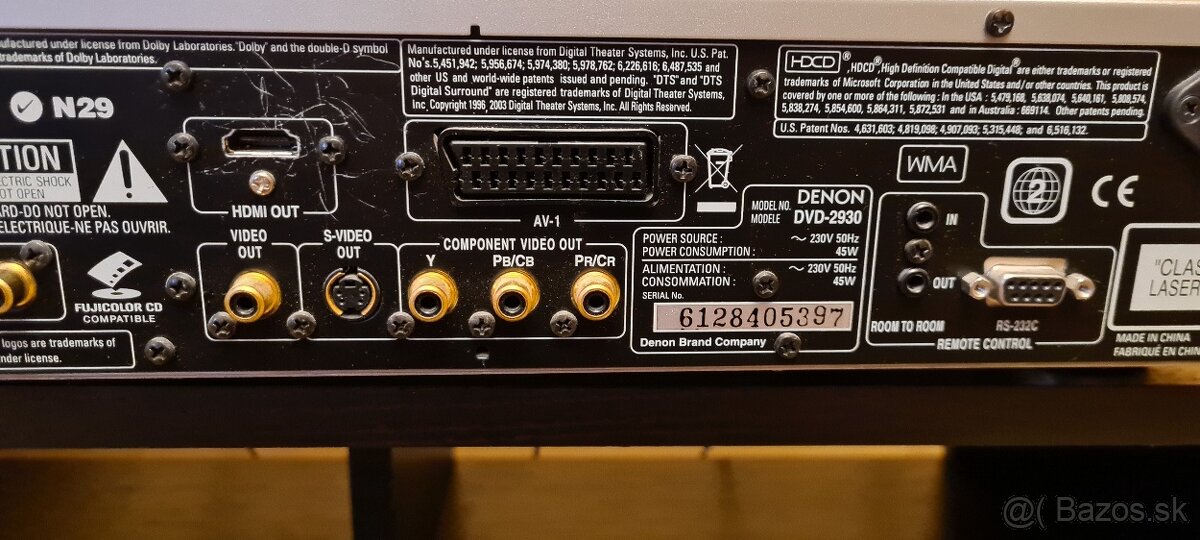 ufactured under license from Dolby Laboratories. "Dolby" and the double-D symbol
trademarks of Dolby Laboratories.
N29
TION
ECTRIC SHOCK
OT OPEN
ARD-DO NOT OPEN.
ELECTRIQUE-NE PAS OUVRIR.
FUJICOLOR CD
COMPATIBLE
logos are trademarks of
nder license.
HDMI OUT
VIDEO
OUT
S-VIDEO
OUT
COMPONENT VIDEO OUT
Y
PB/CB
PR/CR
Manufactured under license from Digital Theater Systems, Inc. U.S. Pat.
No's.5,451,942; 5,956,674; 5,974,380; 5,978,762; 6,226,616; 6,487,535 and
other US and world-wide patents issued and pending. "DTS" and "DTS
Digital Surround" are registered trademarks of Digital Theater Systems,
Inc, Copyright 1996, 2003 Digital Theater Systems, Inc. All Rights Reserved.
AV-1
HDCD®, HDCD®, High Definition Compatible Digital® are either trademarks or registered
trademarks of Microsoft Corporation in the United States and/or other countries. This product is
covered by one or more of the following : In the USA : 5,479,168, 5,638,074, 5,640,161, 5,808,574,
5,838,274, 5,854,600, 5,864,311, 5,872,531 and in Australia : 669114. Other patents pending.
U.S. Patent Nos. 4,631,603; 4,819,098; 4,907,093; 5,315,448; and 6,516,132.
MODEL NO. DENON
MODELE DVD-2930
POWER SOURCE : ~ 230V 50Hz
POWER CONSUMPTION : 45W
ALIMENTATION : ~ 230V 50Hz
CONSOMMATION : 45W
SERIAL No.
6128405397
Denon Brand Company
WMA
2
CE
IN
OUT
ROOM TO ROOM
RS-232C
REMOTE CONTROL
"CLAS
LASER
MADE IN CHINA
FABRIQUÉ EN CHIN
@( Bazos.sk